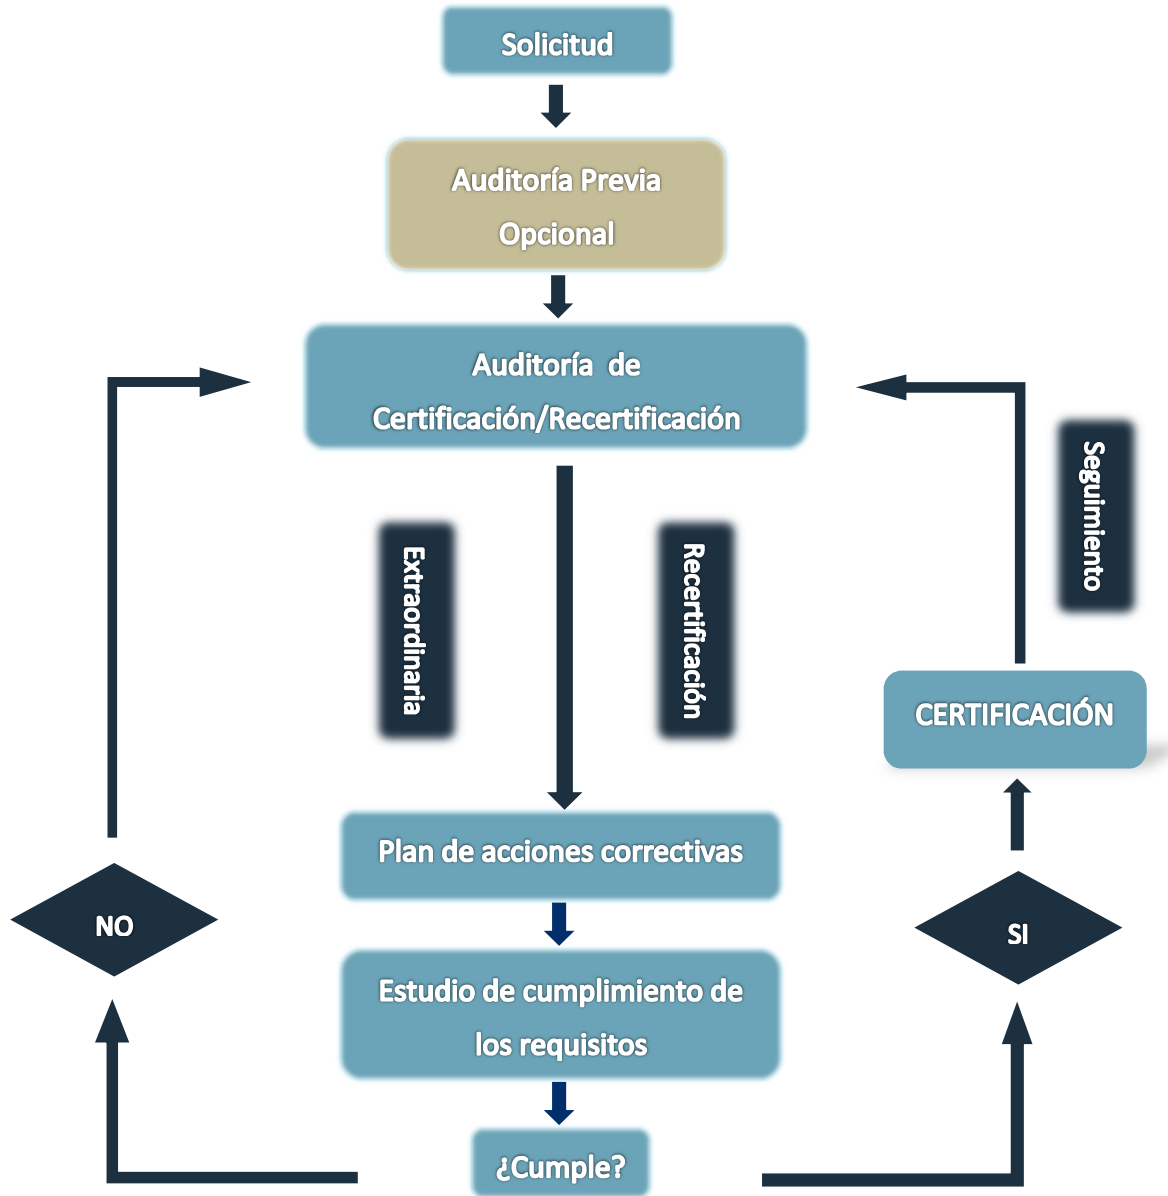 Solicitud
Auditoría Previa
Opcional
Auditoría de
Certificación/Recertificación
Extraordinaria
Recertificación
Seguimiento
CERTIFICACIÓN
Plan de acciones correctivas
NO
SI
Estudio de cumplimiento de
los requisitos
¿Cumple?